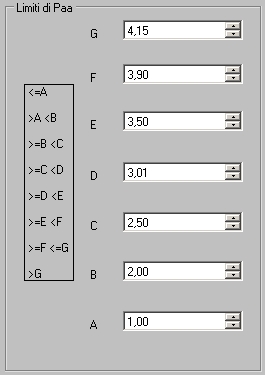 Limiti di Paa
G 4,15
F 3,90
<=A
>A <B
E 3,50
>=B <C
>=C <D
D 3,01
>=D <E
>=E <F
C 2,50
>=F <=G
>G
B 2,00
A 1,00